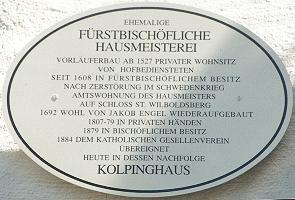 EHEMALIGE
FÜRSTBISCHÖFLICHE
HAUSMEISTEREI
VORLÄUFERBAU AB 1527 PRIVATER WOHNSITZ
VON HOFBEDIENSTETEN
SEIT 1608 IN FÜRSTBISCHÖFLICHEM BESITZ
NACH ZERSTÖRUNG IM SCHWEDENKRIEG
AMTSWOHNUNG DES HAUSMEISTERS
AUF SCHLOSS ST. WILBOLDSBERG
1692 WOHL VON JAKOB ENGEL WIEDERAUFGEBAUT
1807-79 IN PRIVATEN HÄNDEN
1879 IN BISCHÖFLICHEM BESITZ
1884 DEM KATHOLISCHEN GESELLENVEREIN
ÜBEREIGNET
HEUTE IN DESSEN NACHFOLGE
KOLPINGHAUS